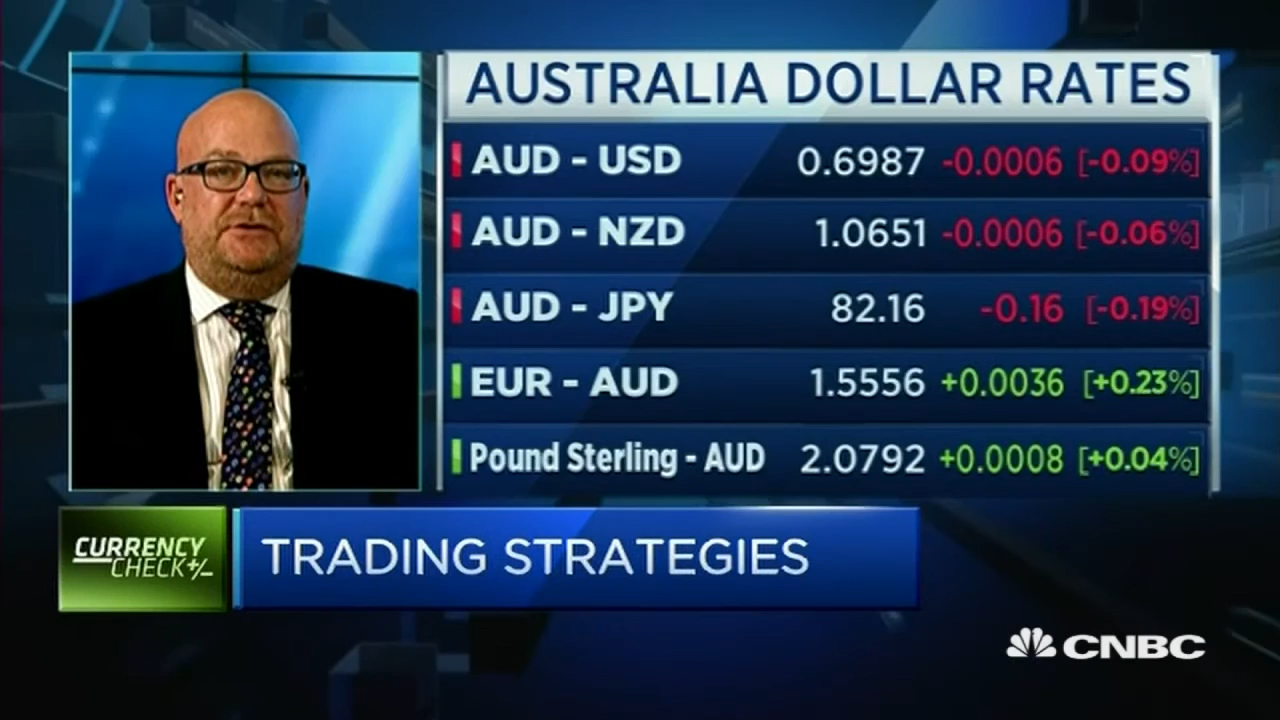 AUSTRALIA DOLLAR RATES
AUD - USD 0.6987 -0.0006 [-0.09%]
AUD - NZD 1.0651 -0.0006 [-0.06%]
AUD - JPY 82.16 -0.16 [-0.19%]
EUR - AUD 1.5556 +0.0036 [+0.23%]
Pound Sterling - AUD 2.0792 +0.0008 [+0.04%]
CURRENCY
CHECK+/-
TRADING STRATEGIES
CNBC